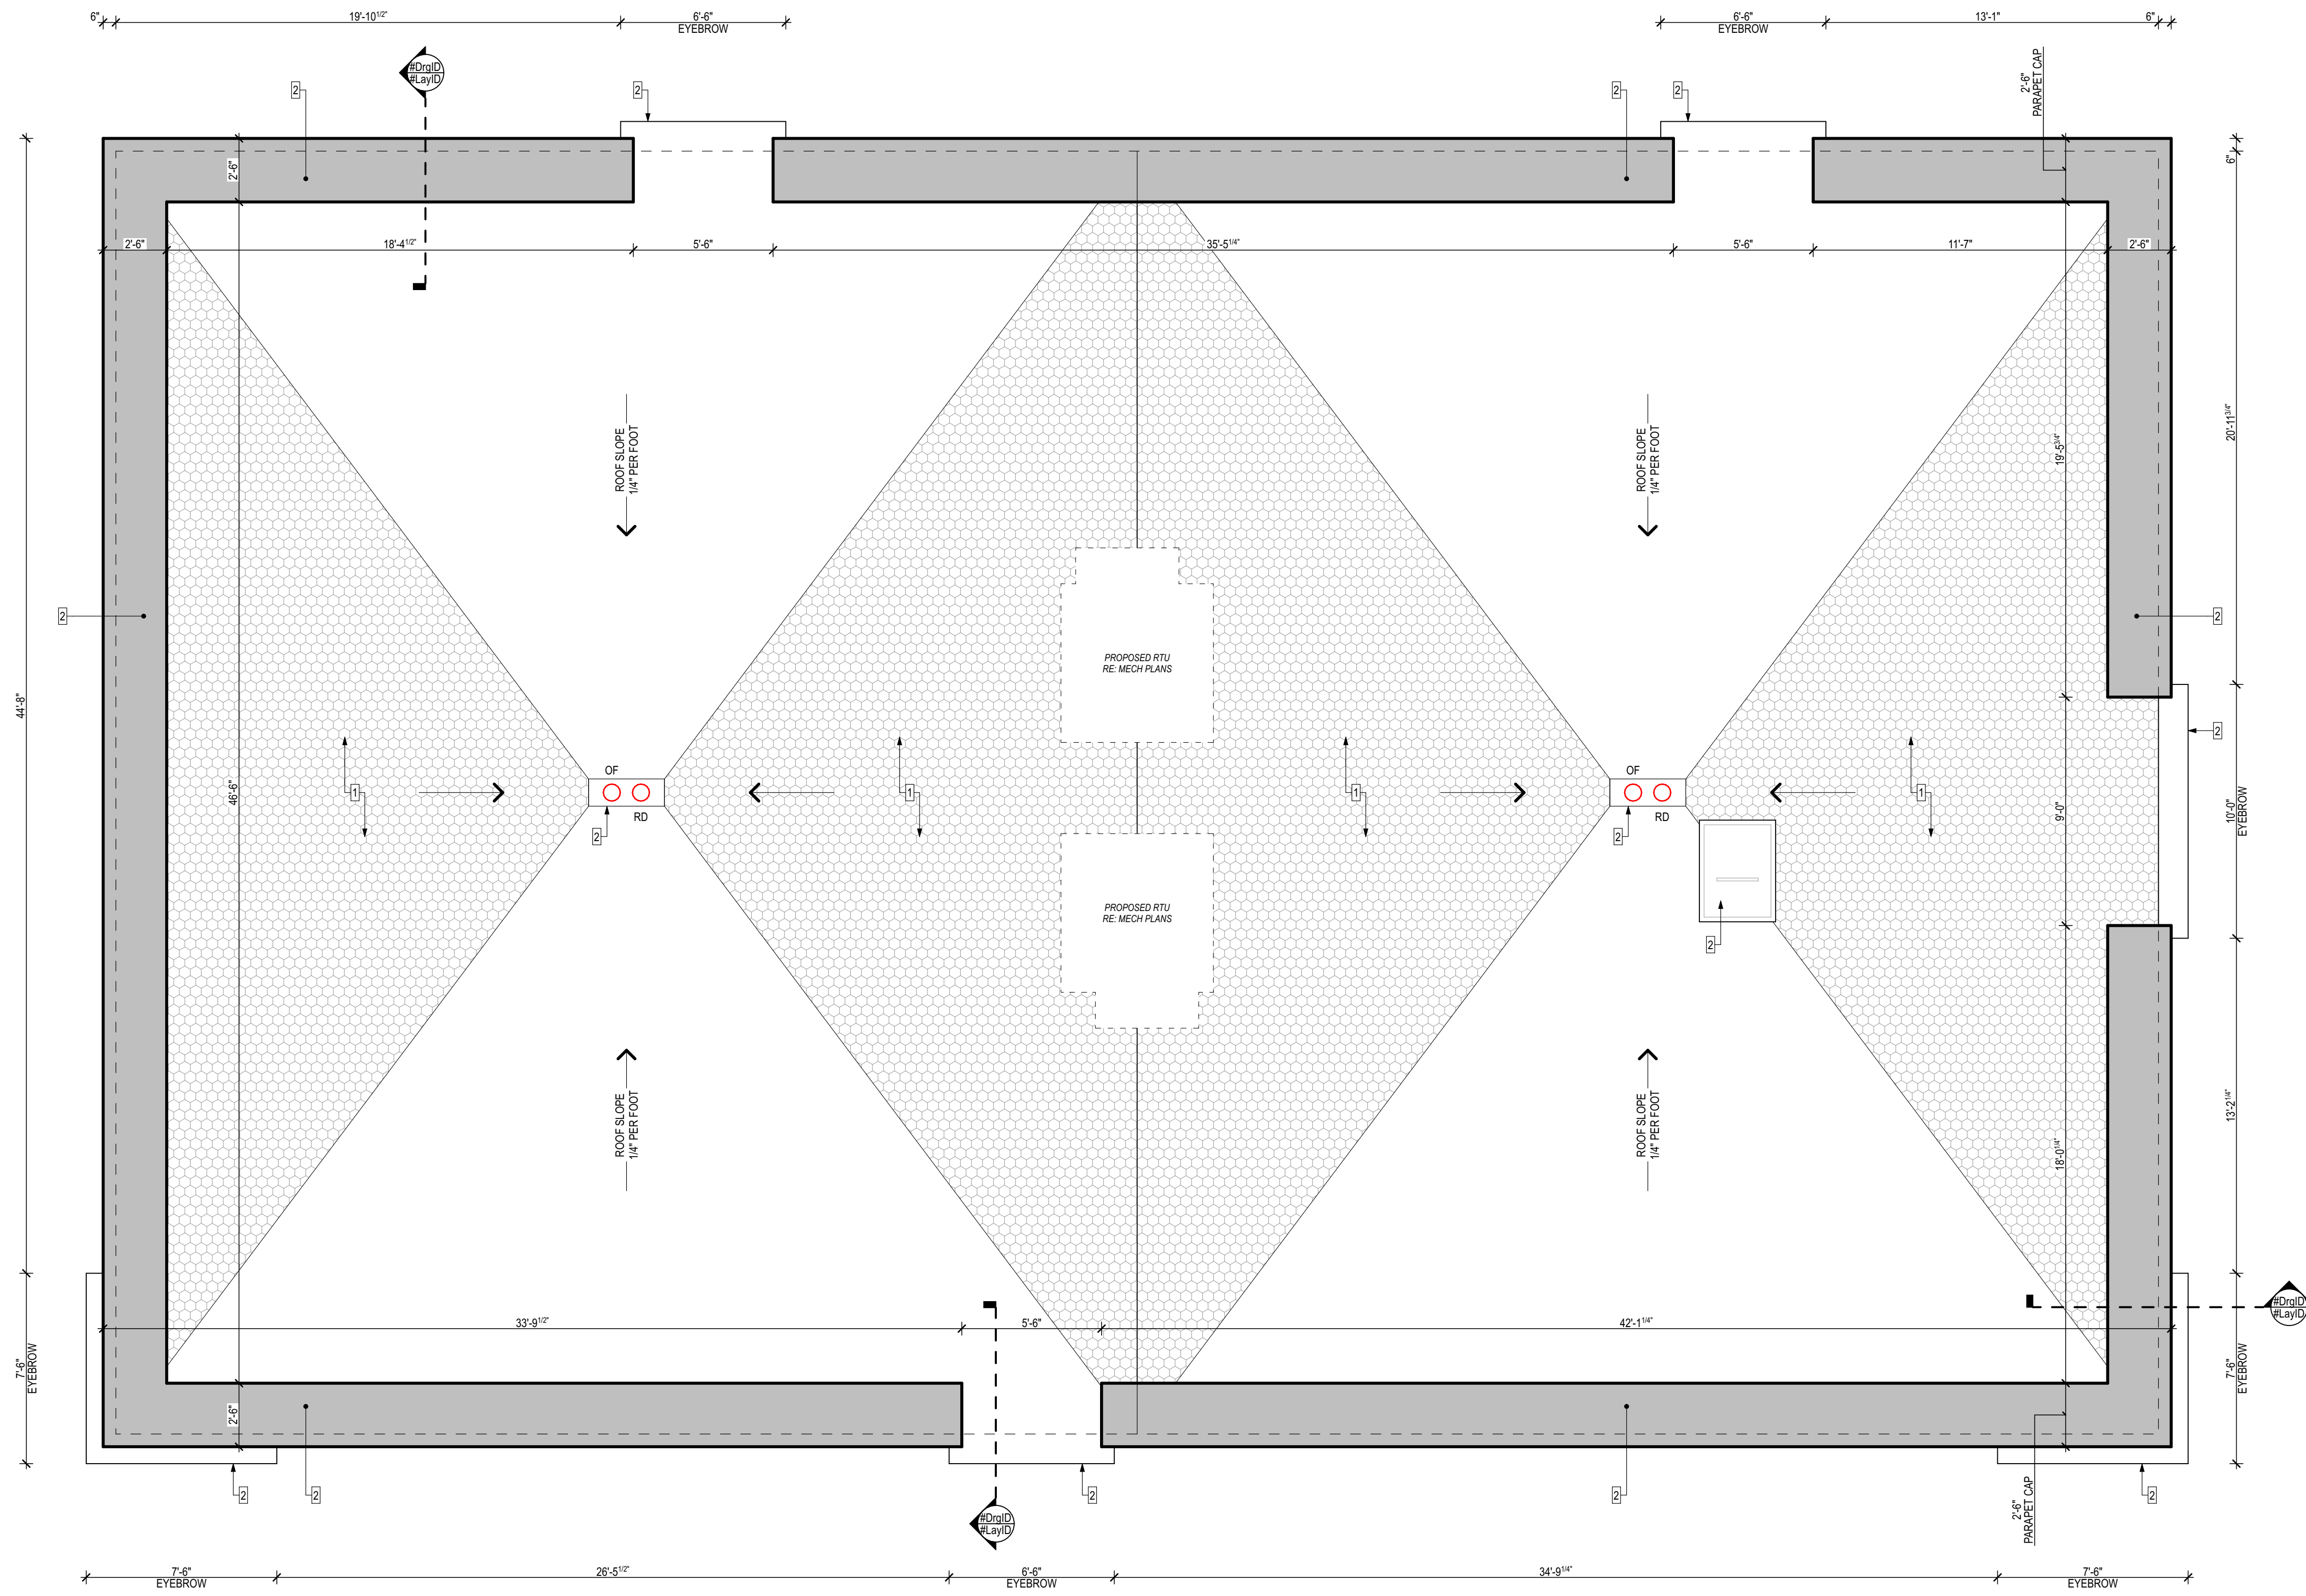 6" 19'-10 1/2" 6'-6" 6'-6" 13'-1" 6"
EYEBROW EYEBROW
#DrgID
#LayID
2 2 2 2
2'-6"
PARAPET CAP
2'-6" 6"
2'-6" 18'-4 1/2" 5'-6" 35'-5 1/4" 5'-6" 11'-7" 2'-6"
ROOF SLOPE
1/4" PER FOOT
ROOF SLOPE
1/4" PER FOOT
19'-5 3/4"
20'-1 3/4"
2 2
PROPOSED RTU
RE: MECH PLANS
44'-8"
2
OF OF
46'-6" 1 1 1 1 9'-0" 10'-0"
EYEBROW
RD RD
2 2
PROPOSED RTU
RE: MECH PLANS
2
ROOF SLOPE
1/4" PER FOOT
ROOF SLOPE
1/4" PER FOOT
18'-0 1/4"
13'-2 1/4"
#DrgID
#LayID
33'-9 1/2" 5'-6" 42'-1 1/4"
7'-6"
EYEBROW
7'-6"
EYEBROW
2'-6"
2 2 2 2 2
2'-6"
PARAPET CAP
#DrgID
#LayID
7'-6" 26'-5 1/2" 6'-6" 34'-9 1/4" 7'-6"
EYEBROW EYEBROW EYEBROW